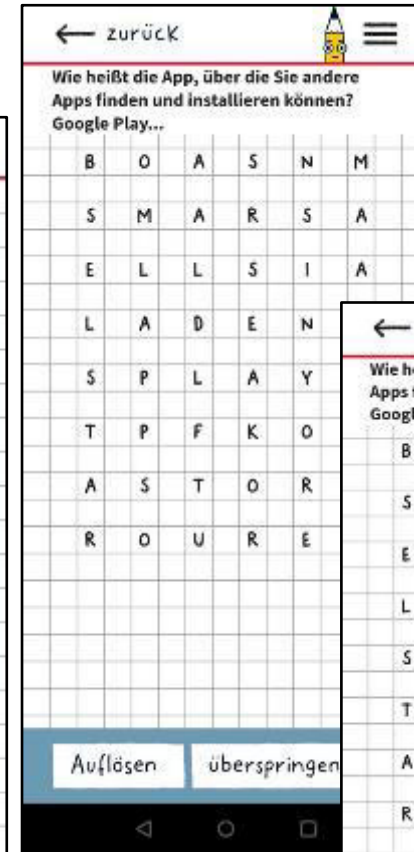 ← zurück
Wie heißt die App, über die Sie andere
Apps finden und installieren können?
Google Play...
B O A S N M
S M A R S A
E L L S I A
L A D E N
S P L A Y
T P F K O
A S T O R
R O U R E
Auflösen überspringen
←
Wie h
Apps
Googl
B
S
E
L
S
T
A
R